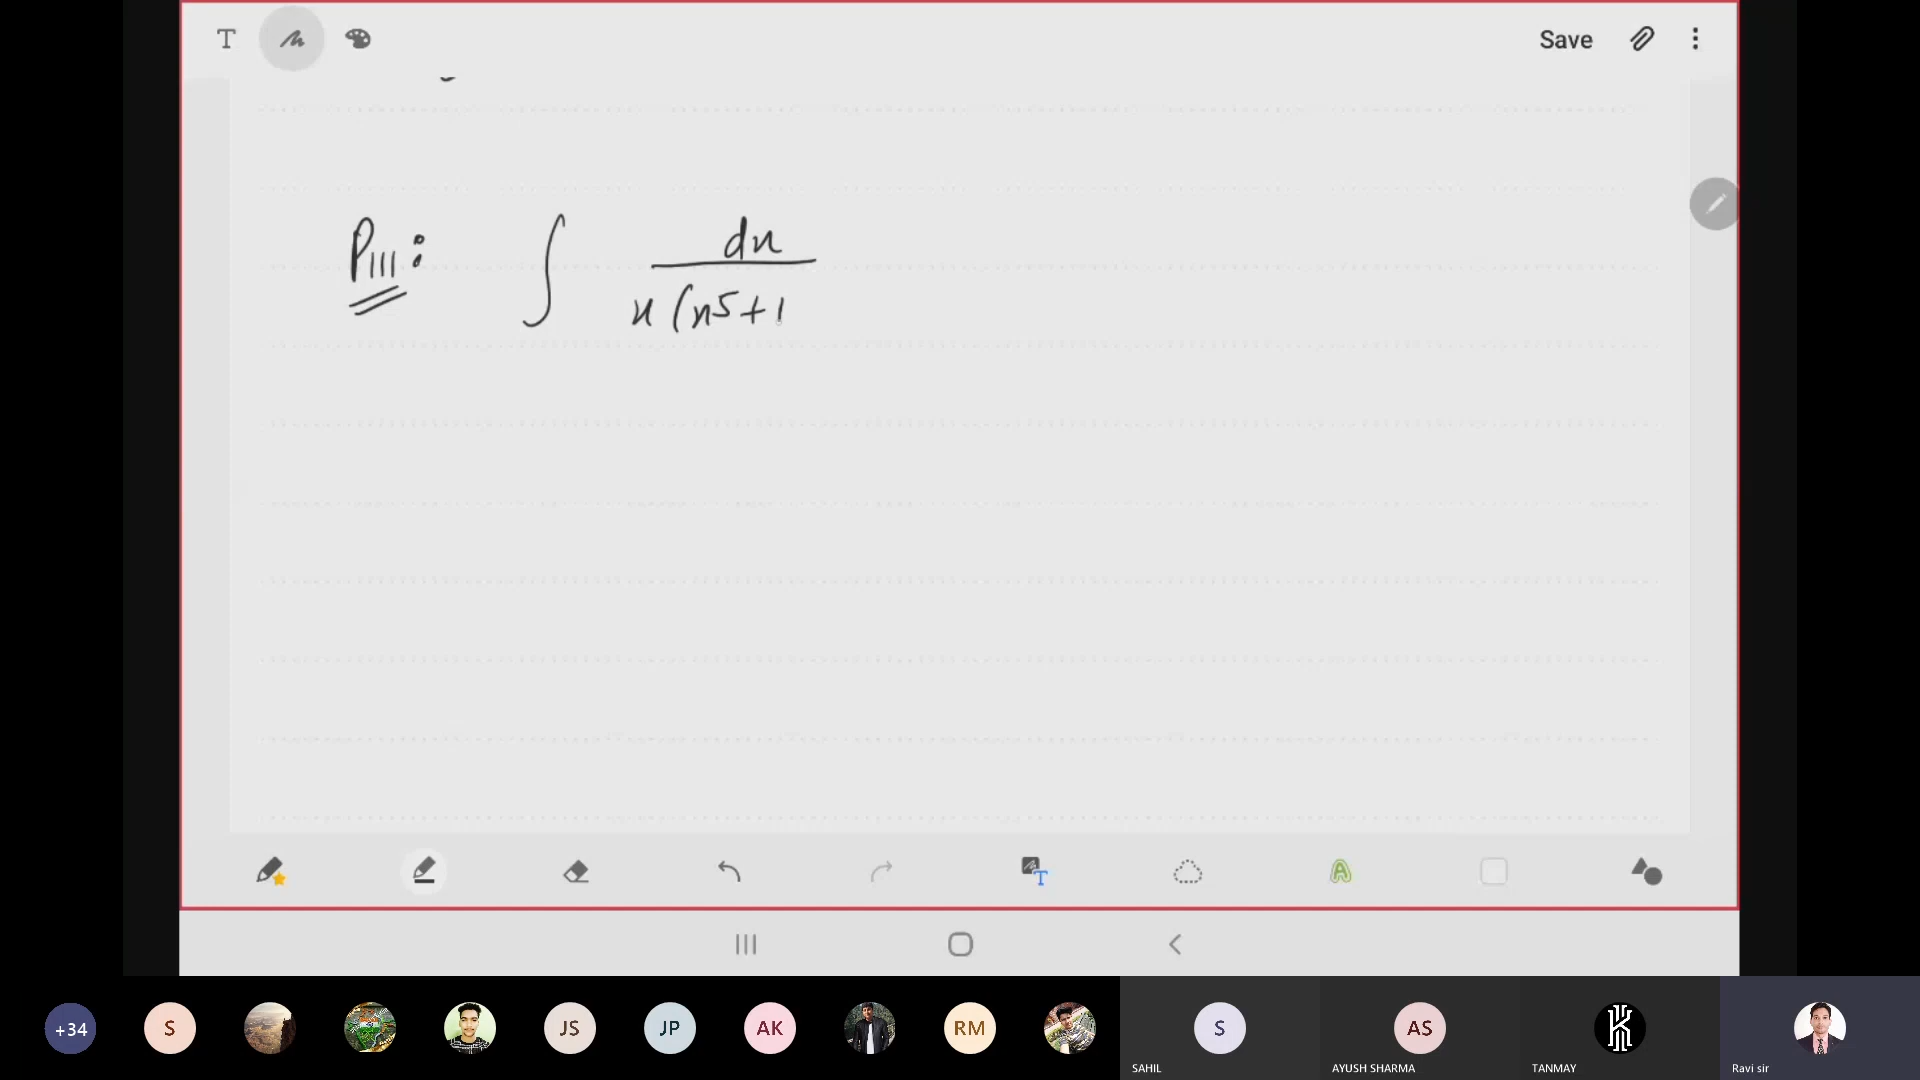 T Save
P111: ∫ dx
x (x5+1
T A
+34 S JS JP AK RM S AS
SAHIL AYUSH SHARMA TANMAY Ravi sir